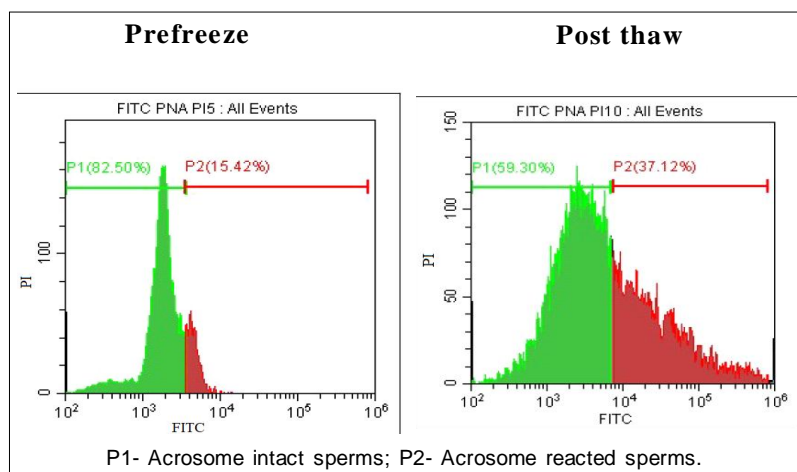 Prefreeze
Post thaw
FITC PNA PI5 : All Events
P1(82.50%)
P2(15.42%)
100
0
PI
10² 10³ 10⁴ 10⁵ 10⁶
FITC
FITC PNA PI10 : All Events
150
P1(59.30%)
P2(37.12%)
100
50
0
PI
10² 10³ 10⁴ 10⁵ 10⁶
FITC
P1- Acrosome intact sperms; P2- Acrosome reacted sperms.